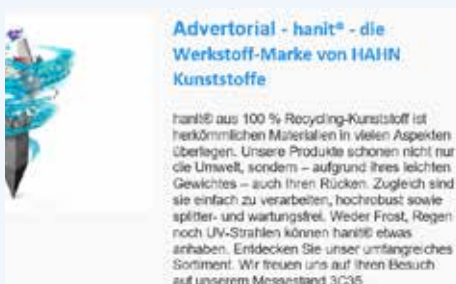 Advertorial - hanit® - die
Werkstoff-Marke von HAHN
Kunststoffe
hanit® aus 100 % Recycling-Kunststoff ist
herkömmlichen Materialien in vielen Aspekten
überlegen. Unsere Produkte schonen nicht nur
die Umwelt, sondern – aufgrund ihres leichten
Gewichtes – auch Ihren Rücken. Zugleich sind
sie einfach zu verarbeiten, hochrobust sowie
splitter- und wartungsfrei. Weder Frost, Regen
noch UV-Strahlen können hanit® etwas
anhaben. Entdecken Sie unser umfangreiches
Sortiment. Wir freuen uns auf Ihren Besuch
auf unserem Messestand 3C35